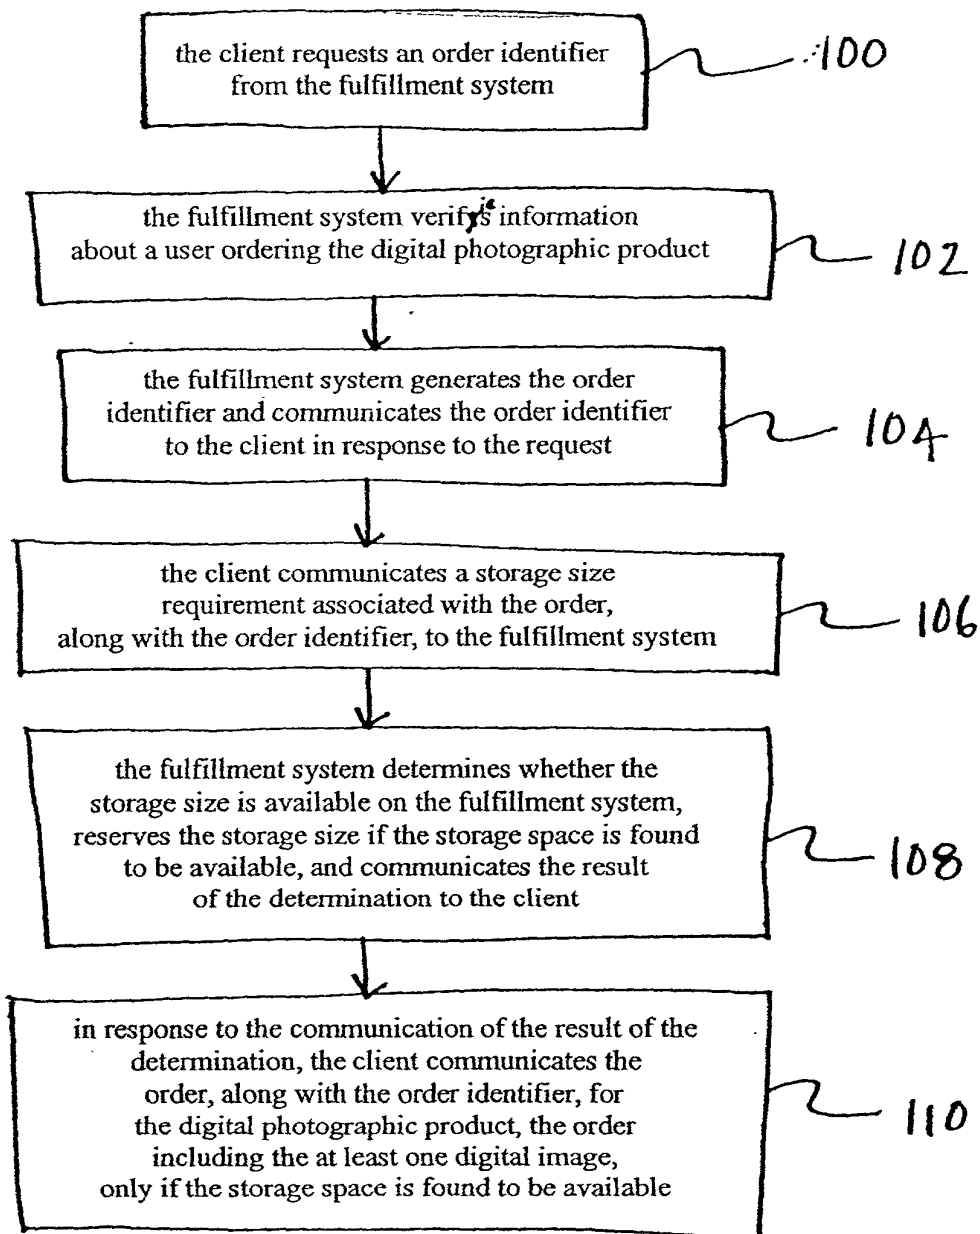 the client requests an order identifier
from the fulfillment system
100
the fulfillment system verifies information
about a user ordering the digital photographic product
102
the fulfillment system generates the order
identifier and communicates the order identifier
to the client in response to the request
104
the client communicates a storage size
requirement associated with the order,
along with the order identifier, to the fulfillment system
106
the fulfillment system determines whether the
storage size is available on the fulfillment system,
reserves the storage size if the storage space is found
to be available, and communicates the result
of the determination to the client
108
in response to the communication of the result of the
determination, the client communicates the
order, along with the order identifier, for
the digital photographic product, the order
including the at least one digital image,
only if the storage space is found to be available
110